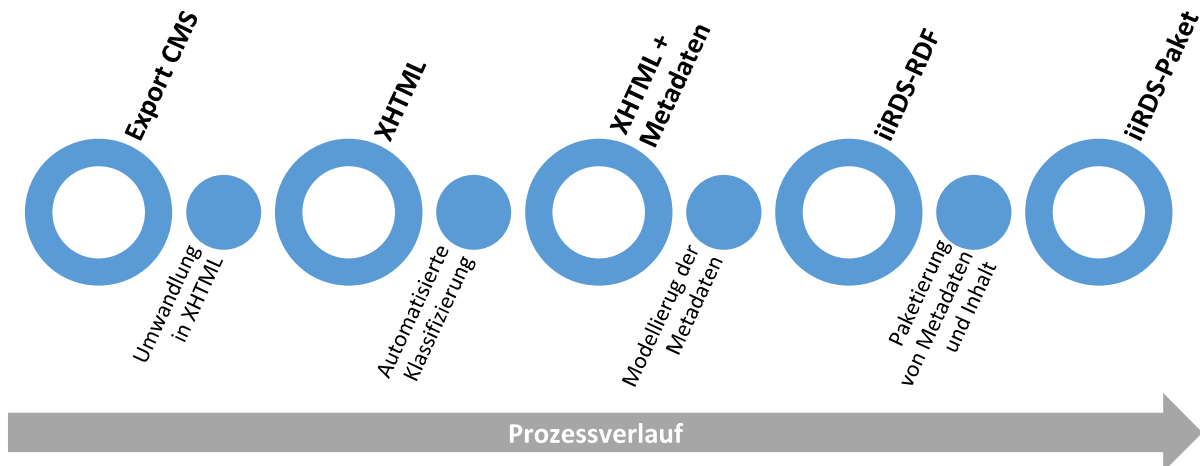 Export CMS
XHTML
XHTML +
Metadaten
iiRDS-RDF
iiRDS-Paket
Umwandlung
in XHTML
Automatisierte
Klassifizierung
Modellierug der
Metadaten
Paketierung
von Metadaten
und Inhalt
Prozessverlauf